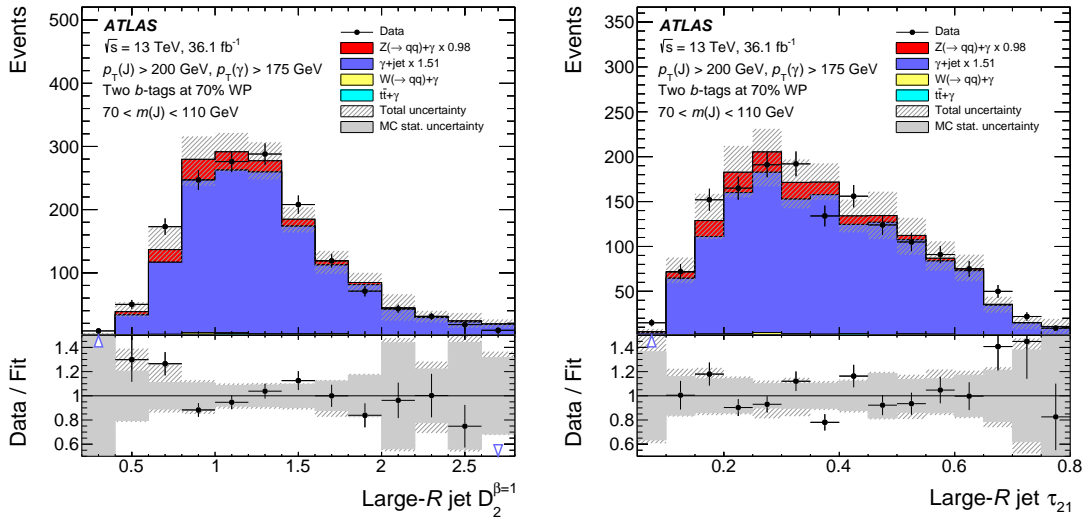 Events
500
400
300
200
100
ATLAS
√s = 13 TeV, 36.1 fb⁻¹
p_T(J) > 200 GeV, p_T(γ) > 175 GeV
Two b-tags at 70% WP
70 < m(J) < 110 GeV
Data
Z(→ qq)+γ x 0.98
γ+jet x 1.51
W(→ qq)+γ
tt̄+γ
Total uncertainty
MC stat. uncertainty
Data / Fit
1.4
1.2
1
0.8
0.6
0.5 1 1.5 2 2.5
Large-R jet D₂^{β=1}
Events
350
300
250
200
150
100
50
ATLAS
√s = 13 TeV, 36.1 fb⁻¹
p_T(J) > 200 GeV, p_T(γ) > 175 GeV
Two b-tags at 70% WP
70 < m(J) < 110 GeV
Data
Z(→ qq)+γ x 0.98
γ+jet x 1.51
W(→ qq)+γ
tt̄+γ
Total uncertainty
MC stat. uncertainty
Data / Fit
1.4
1.2
1
0.8
0.6
0.2 0.4 0.6 0.8
Large-R jet τ₂₁